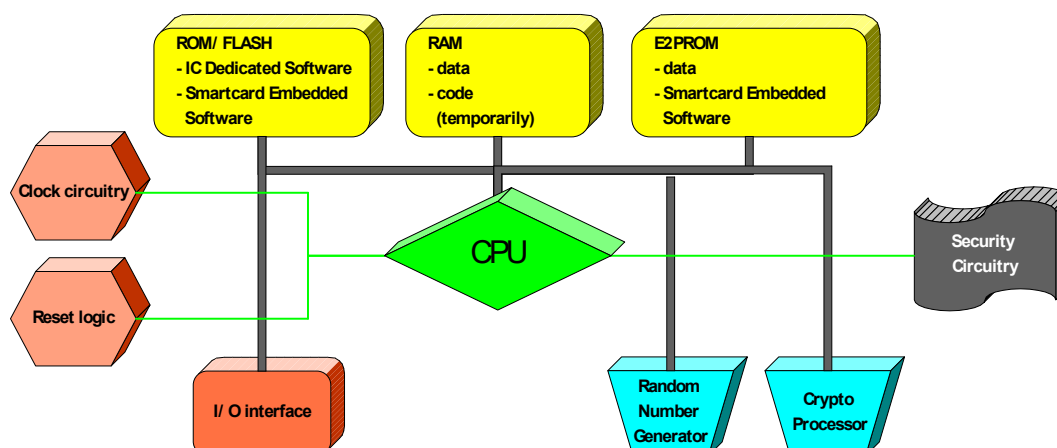 ROM/ FLASH
- IC Dedicated Software
- Smartcard Embedded
Software
RAM
- data
- code
(temporarily)
E2PROM
- data
- Smartcard Embedded
Software
Clock circuitry
CPU
Security
Circuitry
Reset logic
I/ O interface
Random
Number
Generator
Crypto
Processor